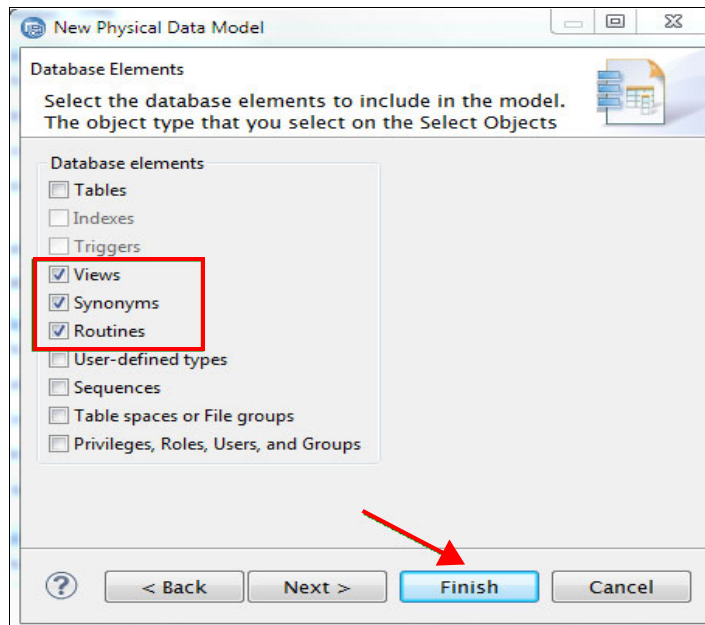 New Physical Data Model
Database Elements
Select the database elements to include in the model.
The object type that you select on the Select Objects
Database elements
Tables
Indexes
Triggers
Views
Synonyms
Routines
User-defined types
Sequences
Table spaces or File groups
Privileges, Roles, Users, and Groups
? < Back Next > Finish Cancel